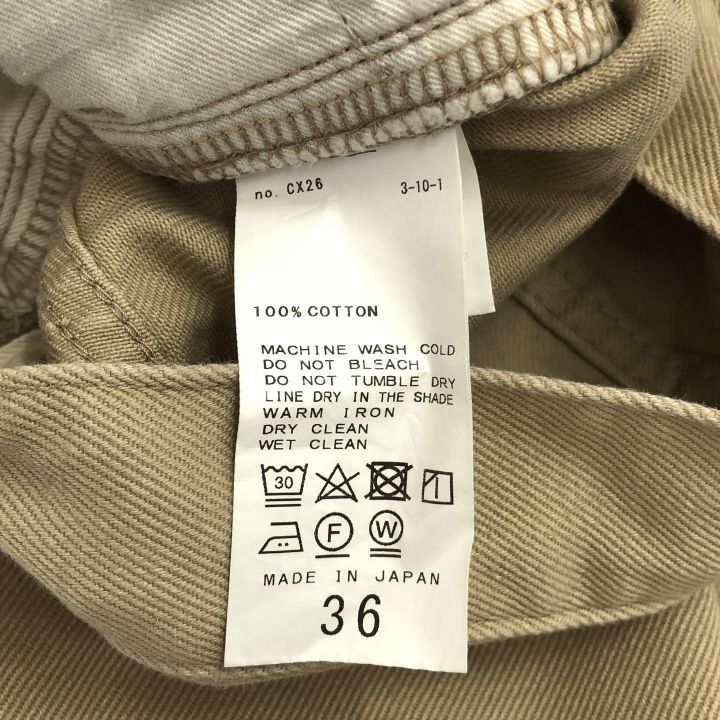 no. CX26 3-10-1
100% COTTON
MACHINE WASH COLD
DO NOT BLEACH
DO NOT TUMBLE DRY
LINE DRY IN THE SHADE
WARM IRON
DRY CLEAN
WET CLEAN
30
F W
MADE IN JAPAN
36